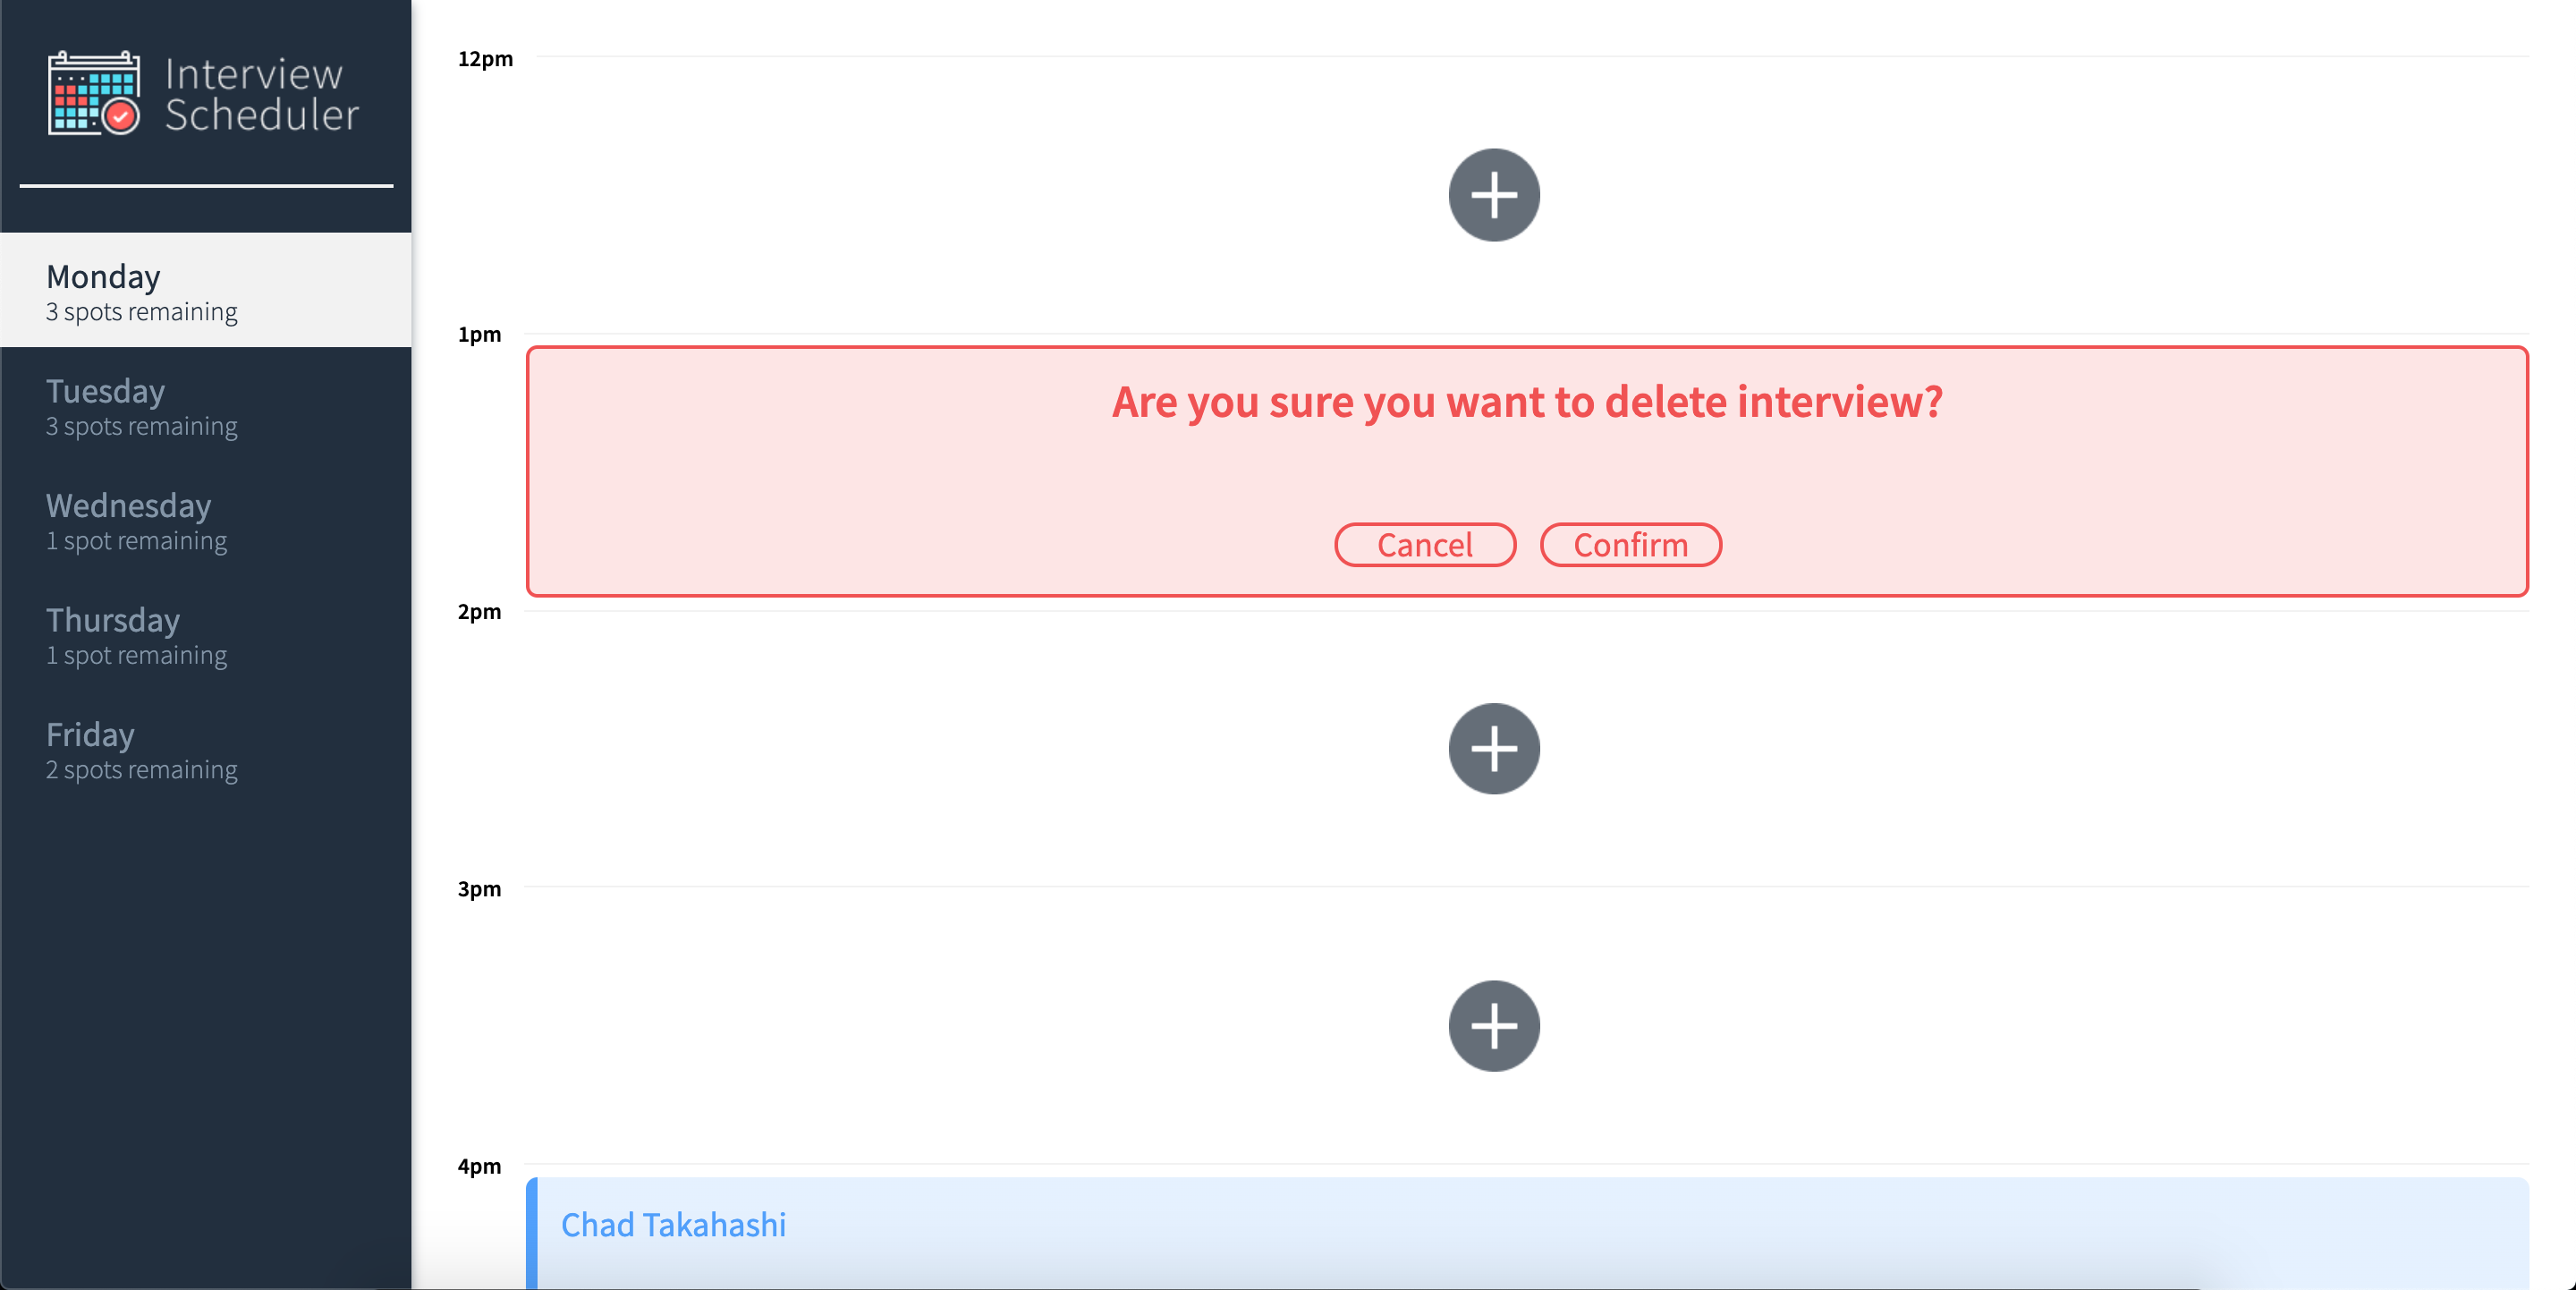 Interview
Scheduler
Monday
3 spots remaining
Tuesday
3 spots remaining
Wednesday
1 spot remaining
Thursday
1 spot remaining
Friday
2 spots remaining
12pm
1pm
Are you sure you want to delete interview?
Cancel Confirm
2pm
3pm
4pm
Chad Takahashi